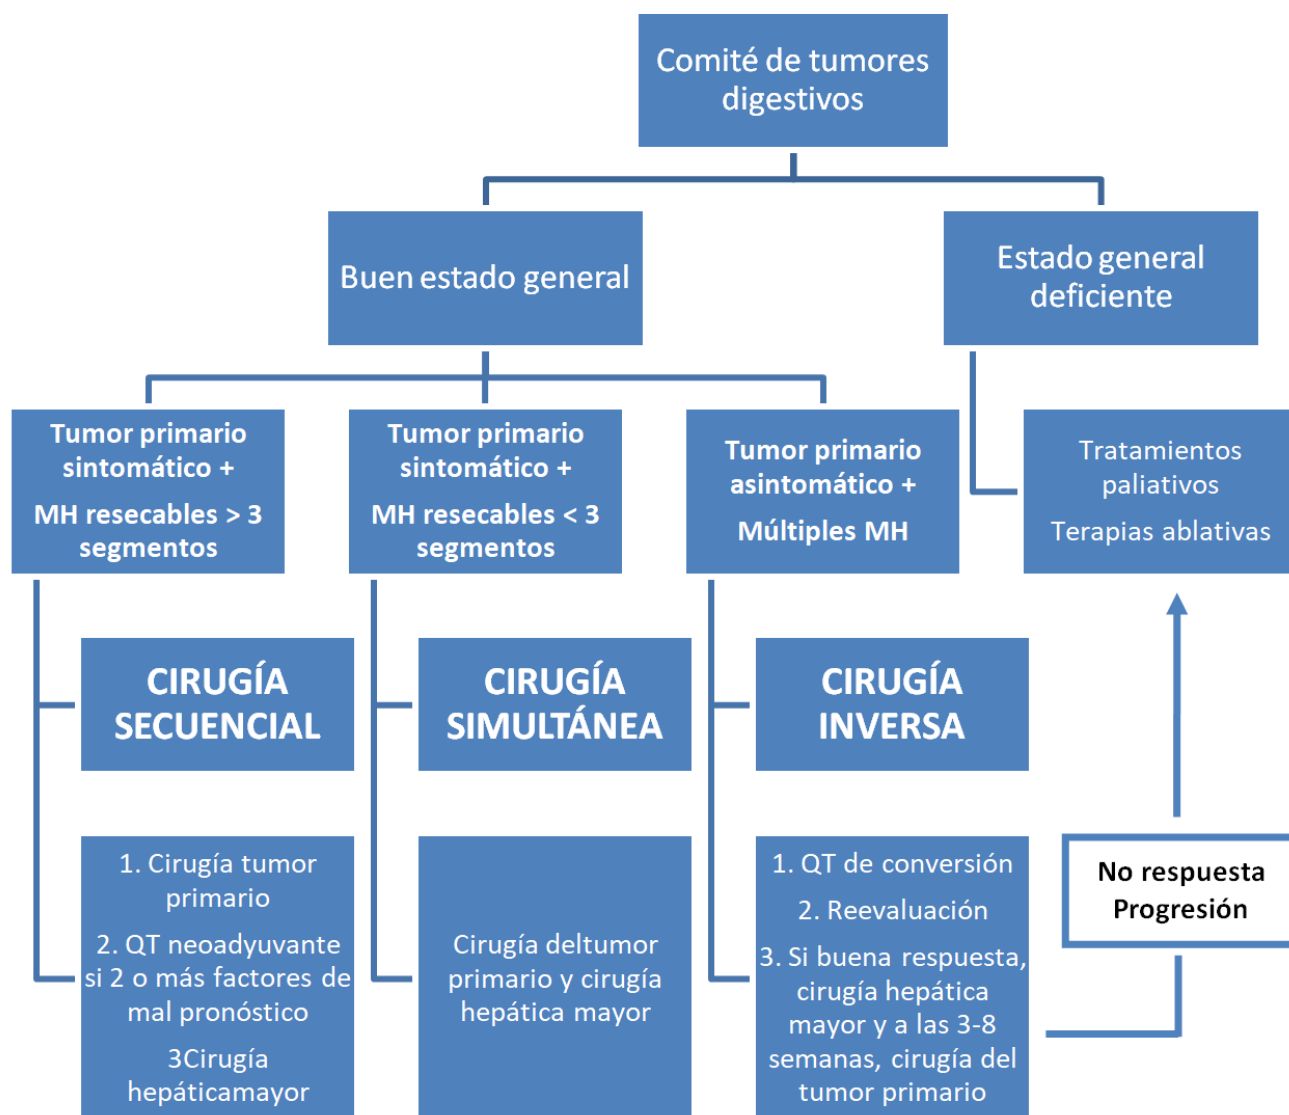 Comité de tumores
digestivos
Buen estado general
Estado general
deficiente
Tumor primario
sintomático +
MH resecables > 3
segmentos
Tumor primario
sintomático +
MH resecables < 3
segmentos
Tumor primario
asintomático +
Múltiples MH
Tratamientos
paliativos
Terapias ablativas
CIRUGÍA
SECUENCIAL
CIRUGÍA
SIMULTÁNEA
CIRUGÍA
INVERSA
1. Cirugía tumor
primario
2. QT neoadyuvante
si 2 o más factores de
mal pronóstico
3Cirugía
hepáticamayor
Cirugía deltumor
primario y cirugía
hepática mayor
1. QT de conversión
2. Reevaluación
3. Si buena respuesta,
cirugía hepática
mayor y a las 3-8
semanas, cirugía del
tumor primario
No respuesta
Progresión